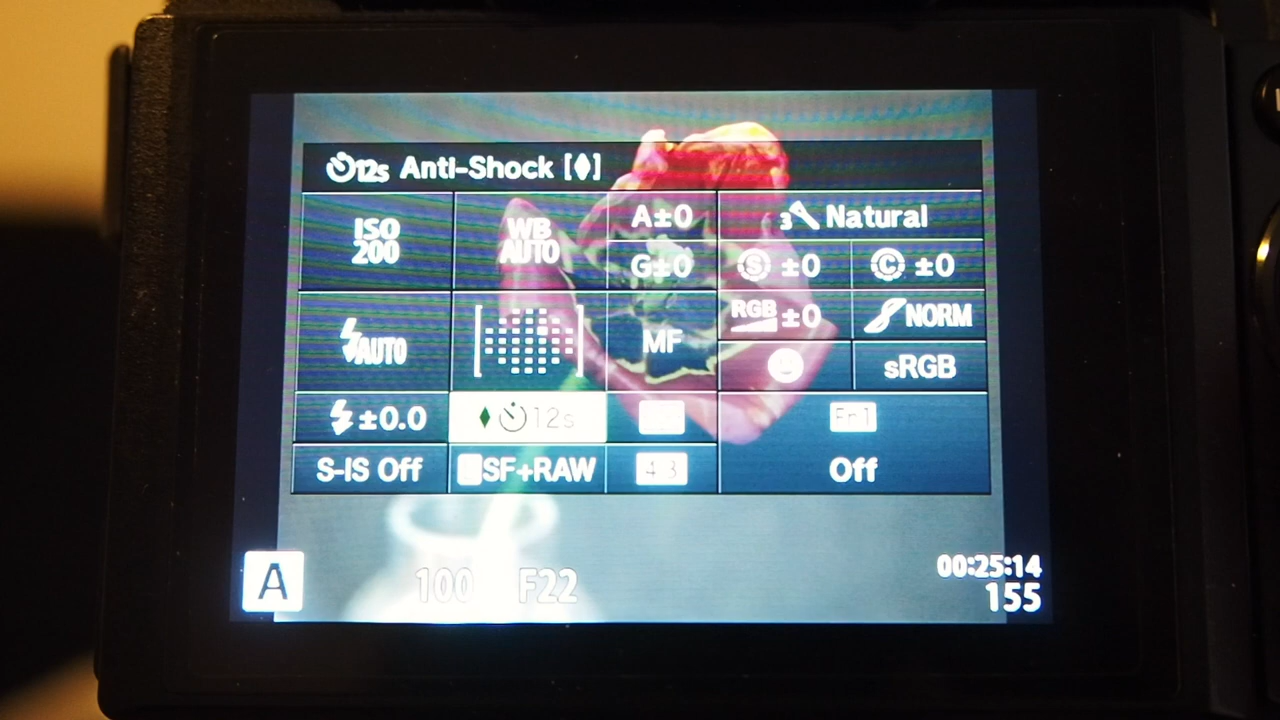 12s Anti-Shock [♦]
ISO 200
WB AUTO
A±0
G±0
3 Natural
S ±0
C ±0
RGB ±0
NORM
AUTO
MF
sRGB
±0.0
♦ 12s
Fn1
S-IS Off
SF+RAW
4:3
Off
A
100
F22
00:25:14
155